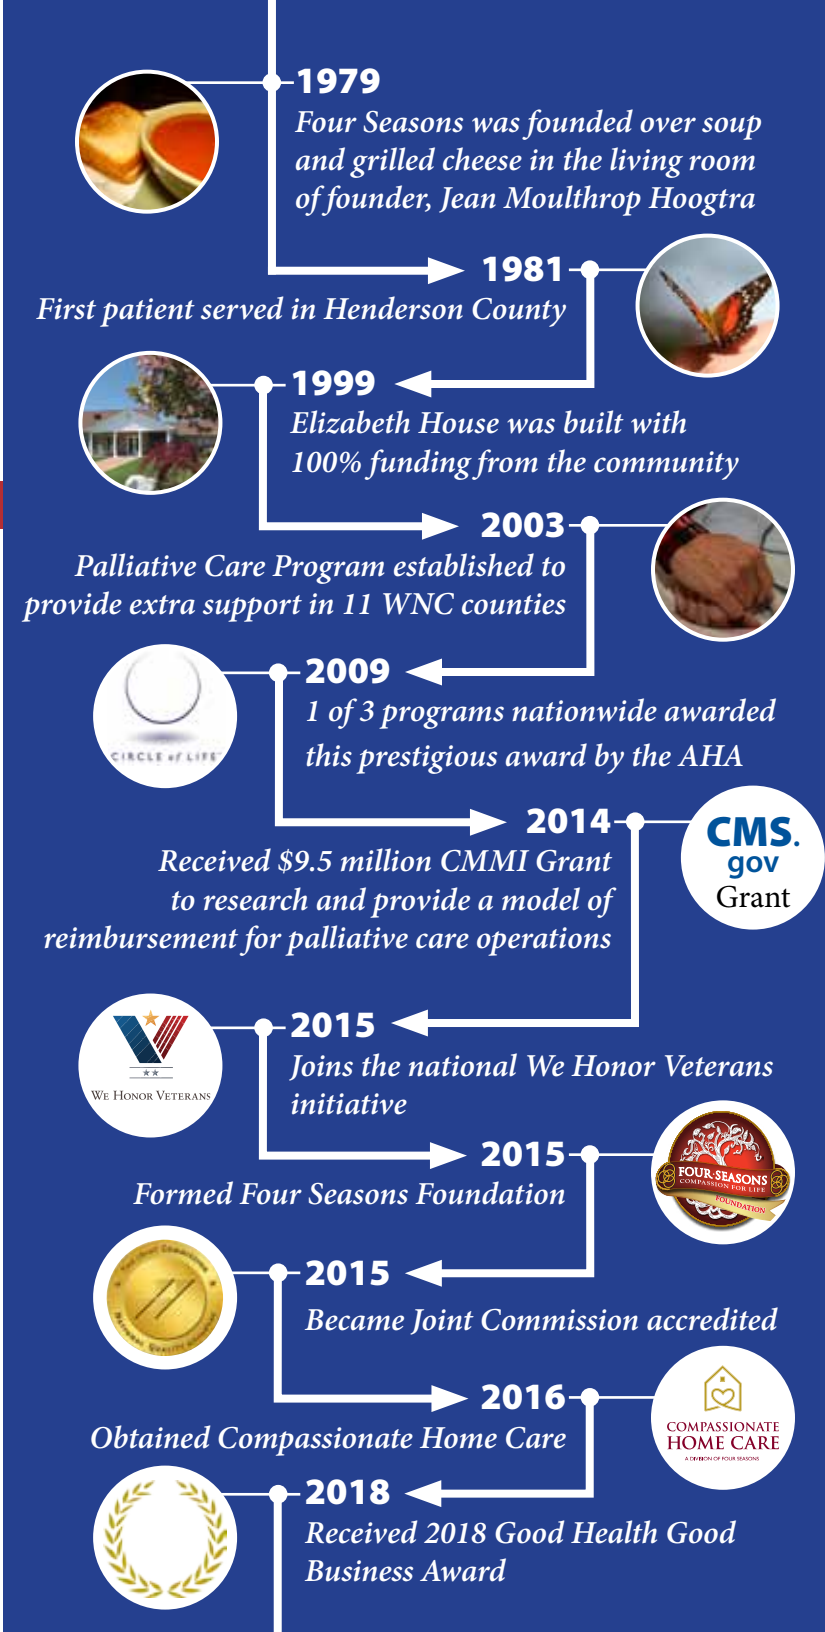 1979
Four Seasons was founded over soup
and grilled cheese in the living room
of founder, Jean Moulthrop Hoogtra
1981
First patient served in Henderson County
1999
Elizabeth House was built with
100% funding from the community
2003
Palliative Care Program established to
provide extra support in 11 WNC counties
CIRCLE of LIFE
2009
1 of 3 programs nationwide awarded
this prestigious award by the AHA
2014
Received $9.5 million CMMI Grant
to research and provide a model of
reimbursement for palliative care operations
CMS.
gov
Grant
WE HONOR VETERANS
2015
Joins the national We Honor Veterans
initiative
2015
Formed Four Seasons Foundation
FOUR SEASONS
COMPASSION FOR LIFE
FOUNDATION
2015
Became Joint Commission accredited
2016
Obtained Compassionate Home Care
COMPASSIONATE
HOME CARE
A DIVISION OF FOUR SEASONS
2018
Received 2018 Good Health Good
Business Award